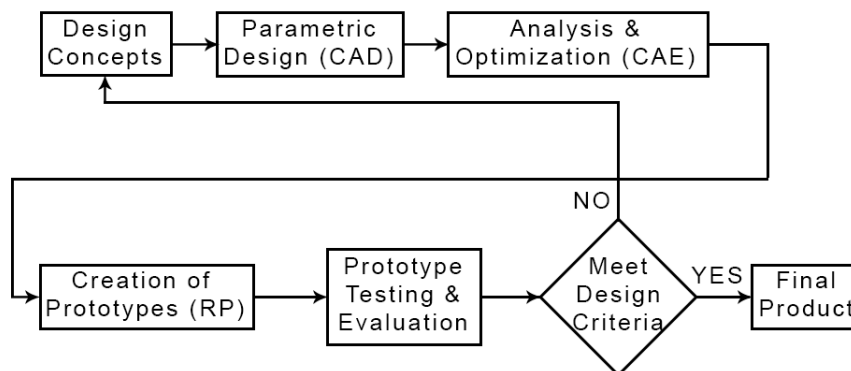 Design
Concepts
Parametric
Design (CAD)
Analysis &
Optimization (CAE)
NO
Creation of
Prototypes (RP)
Prototype
Testing &
Evaluation
Meet
Design
Criteria
YES
Final
Product